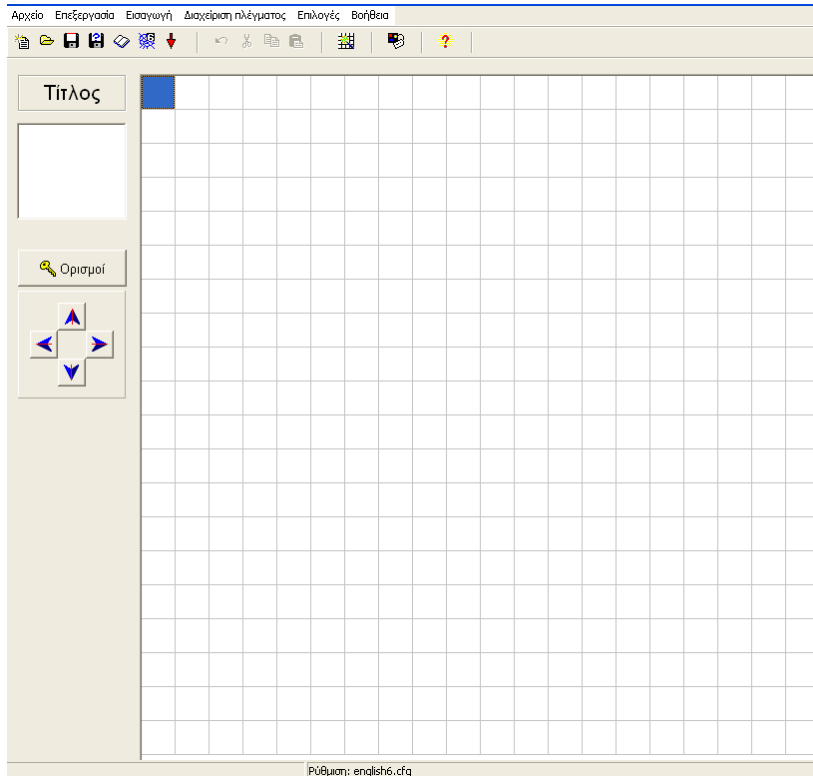 Αρχείο Επεξεργασία Εισαγωγή Διαχείριση πλέγματος Επιλογές Βοήθεια
?
Τίτλος
Ορισμοί
Ρύθμιση: english6.cfg